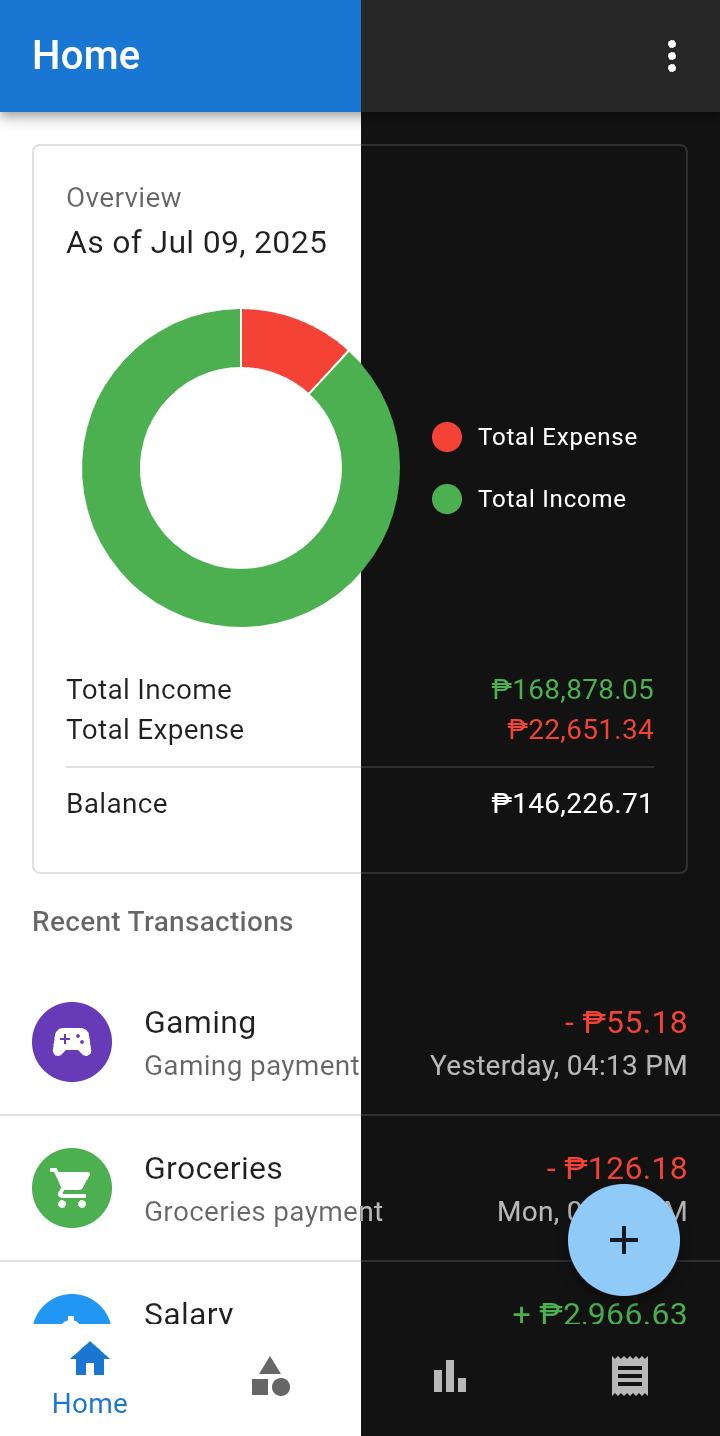 Home
Overview
As of Jul 09, 2025
Total Expense
Total Income
Total Income ₱168,878.05
Total Expense ₱22,651.34
Balance ₱146,226.71
Recent Transactions
Gaming - ₱55.18
Gaming payment Yesterday, 04:13 PM
Groceries - ₱126.18
Groceries payment Mon,
Salary + ₱2,966.63
Home